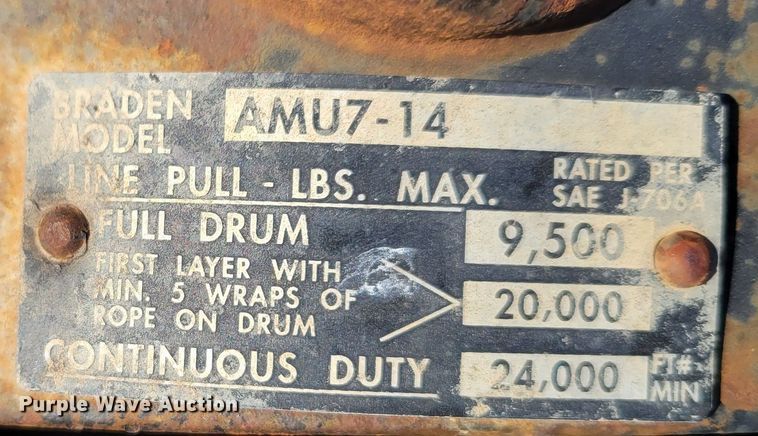 BRADEN
MODEL AMU7-14
LINE PULL - LBS. MAX. RATED PER
SAE J-706A
FULL DRUM 9,500
FIRST LAYER WITH
MIN. 5 WRAPS OF 20,000
ROPE ON DRUM
CONTINUOUS DUTY 24,000 FT#
MIN
Purple Wave Auction